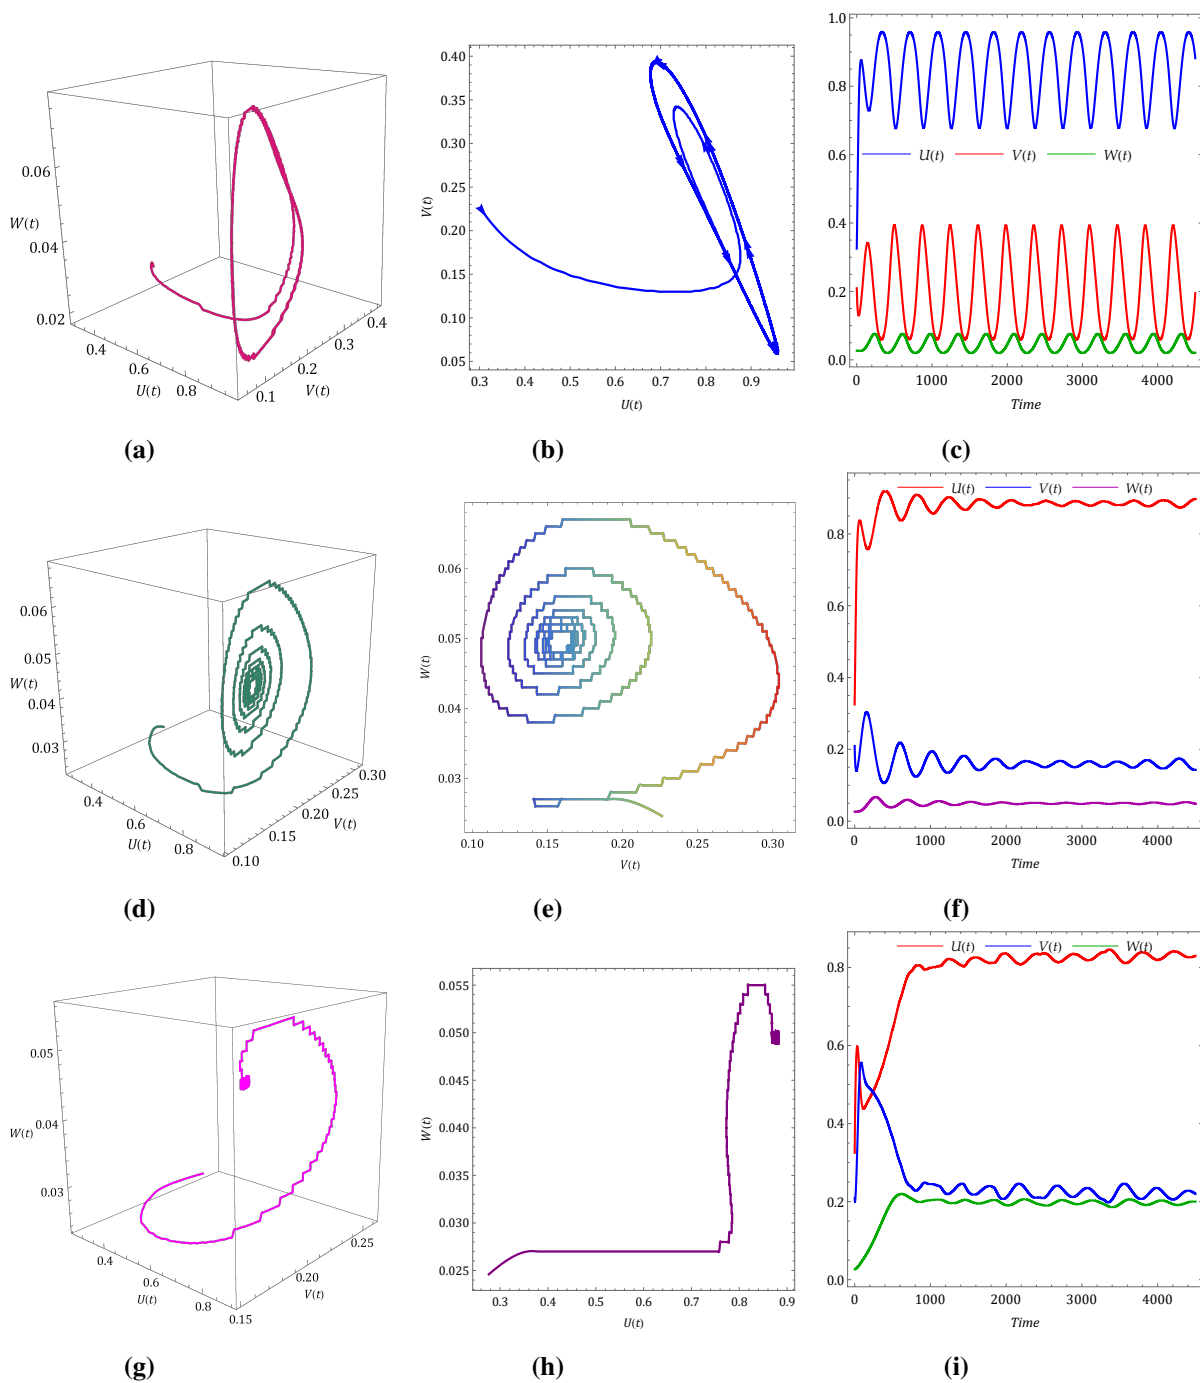 0.06
W(t)
0.04
0.02
0.4
0.6
U(t)
0.8
0.1
0.2
V(t)
0.3
0.4
(a)
0.40
0.35
0.30
V(t)
0.25
0.20
0.15
0.10
0.05
0.3 0.4 0.5 0.6 0.7 0.8 0.9
U(t)
(b)
1.0
0.8
0.6
U(t) V(t) W(t)
0.4
0.2
0.0
0 1000 2000 3000 4000
Time
(c)
0.06
0.05
W(t)
0.04
0.03
0.4
0.6
U(t)
0.8
0.10
0.15
0.20
V(t)
0.25
0.30
(d)
0.06
0.05
W(t)
0.04
0.03
0.10 0.15 0.20 0.25 0.30
V(t)
(e)
U(t) V(t) W(t)
0.8
0.6
0.4
0.2
0.0
0 1000 2000 3000 4000
Time
(f)
0.05
0.04
W(t)
0.03
0.4
0.6
U(t)
0.8
0.15
0.20
V(t)
0.25
(g)
0.055
0.050
0.045
W(t)
0.040
0.035
0.030
0.025
0.3 0.4 0.5 0.6 0.7 0.8 0.9
U(t)
(h)
U(t) V(t) W(t)
0.8
0.6
0.4
0.2
0.0
0 1000 2000 3000 4000
Time
(i)